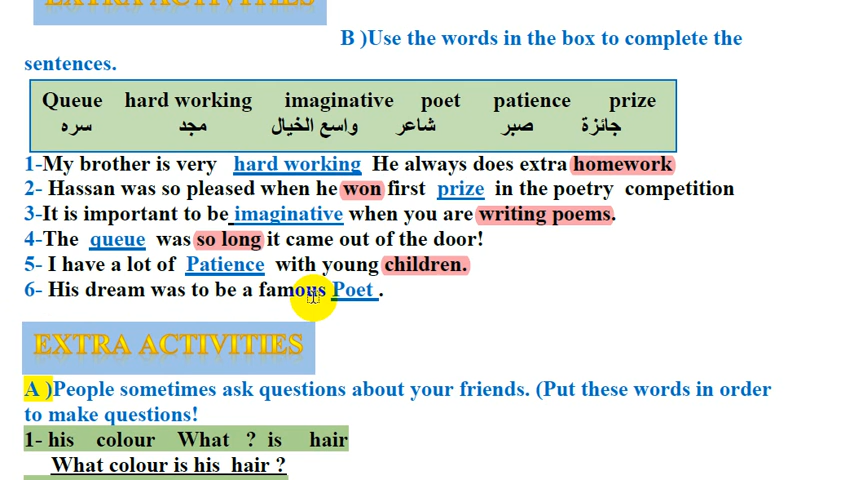 EXTRA ACTIVITIES
B )Use the words in the box to complete the
sentences.
Queue hard working imaginative poet patience prize
سره مجد واسع الخيال شاعر صبر جائزة
1-My brother is very hard working He always does extra homework
2- Hassan was so pleased when he won first prize in the poetry competition
3-It is important to be imaginative when you are writing poems.
4-The queue was so long it came out of the door!
5- I have a lot of Patience with young children.
6- His dream was to be a famous Poet .
EXTRA ACTIVITIES
A )People sometimes ask questions about your friends. (Put these words in order
to make questions!
1- his colour What ? is hair
What colour is his hair ?